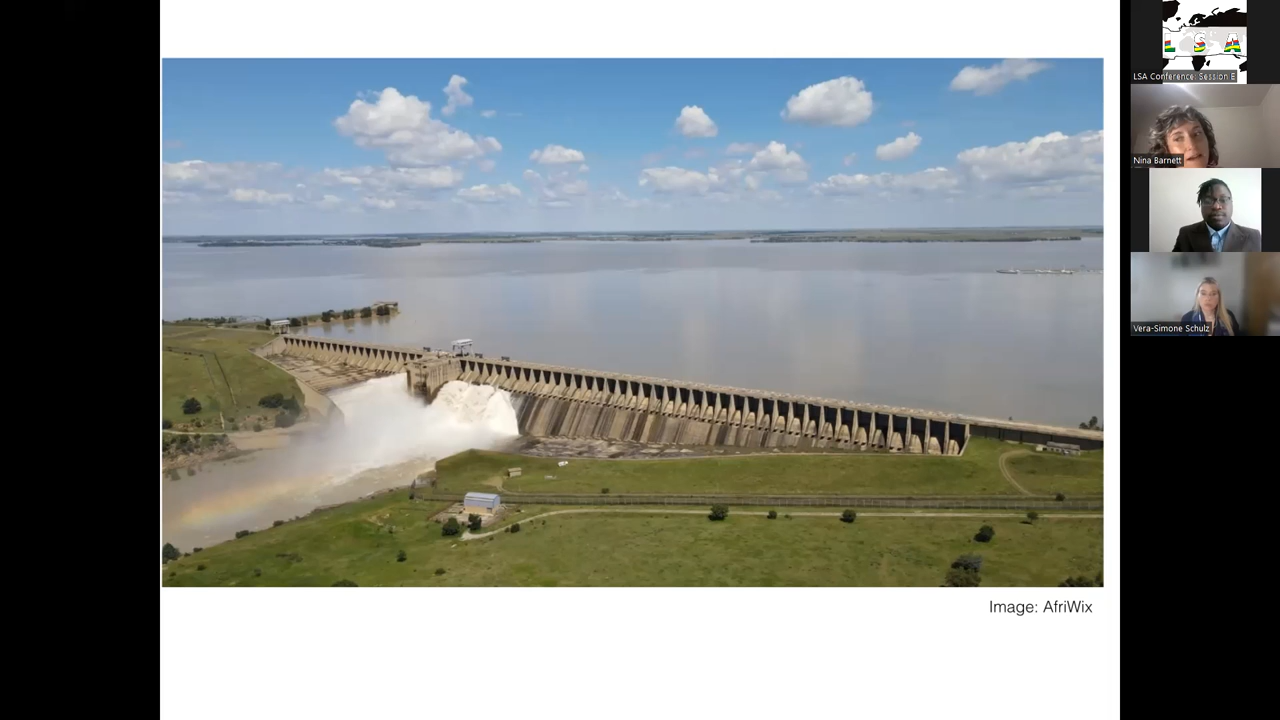 Image: AfriWix
L S A
LSA Conference: Session E
Nina Barnett
Vera-Simone Schulz